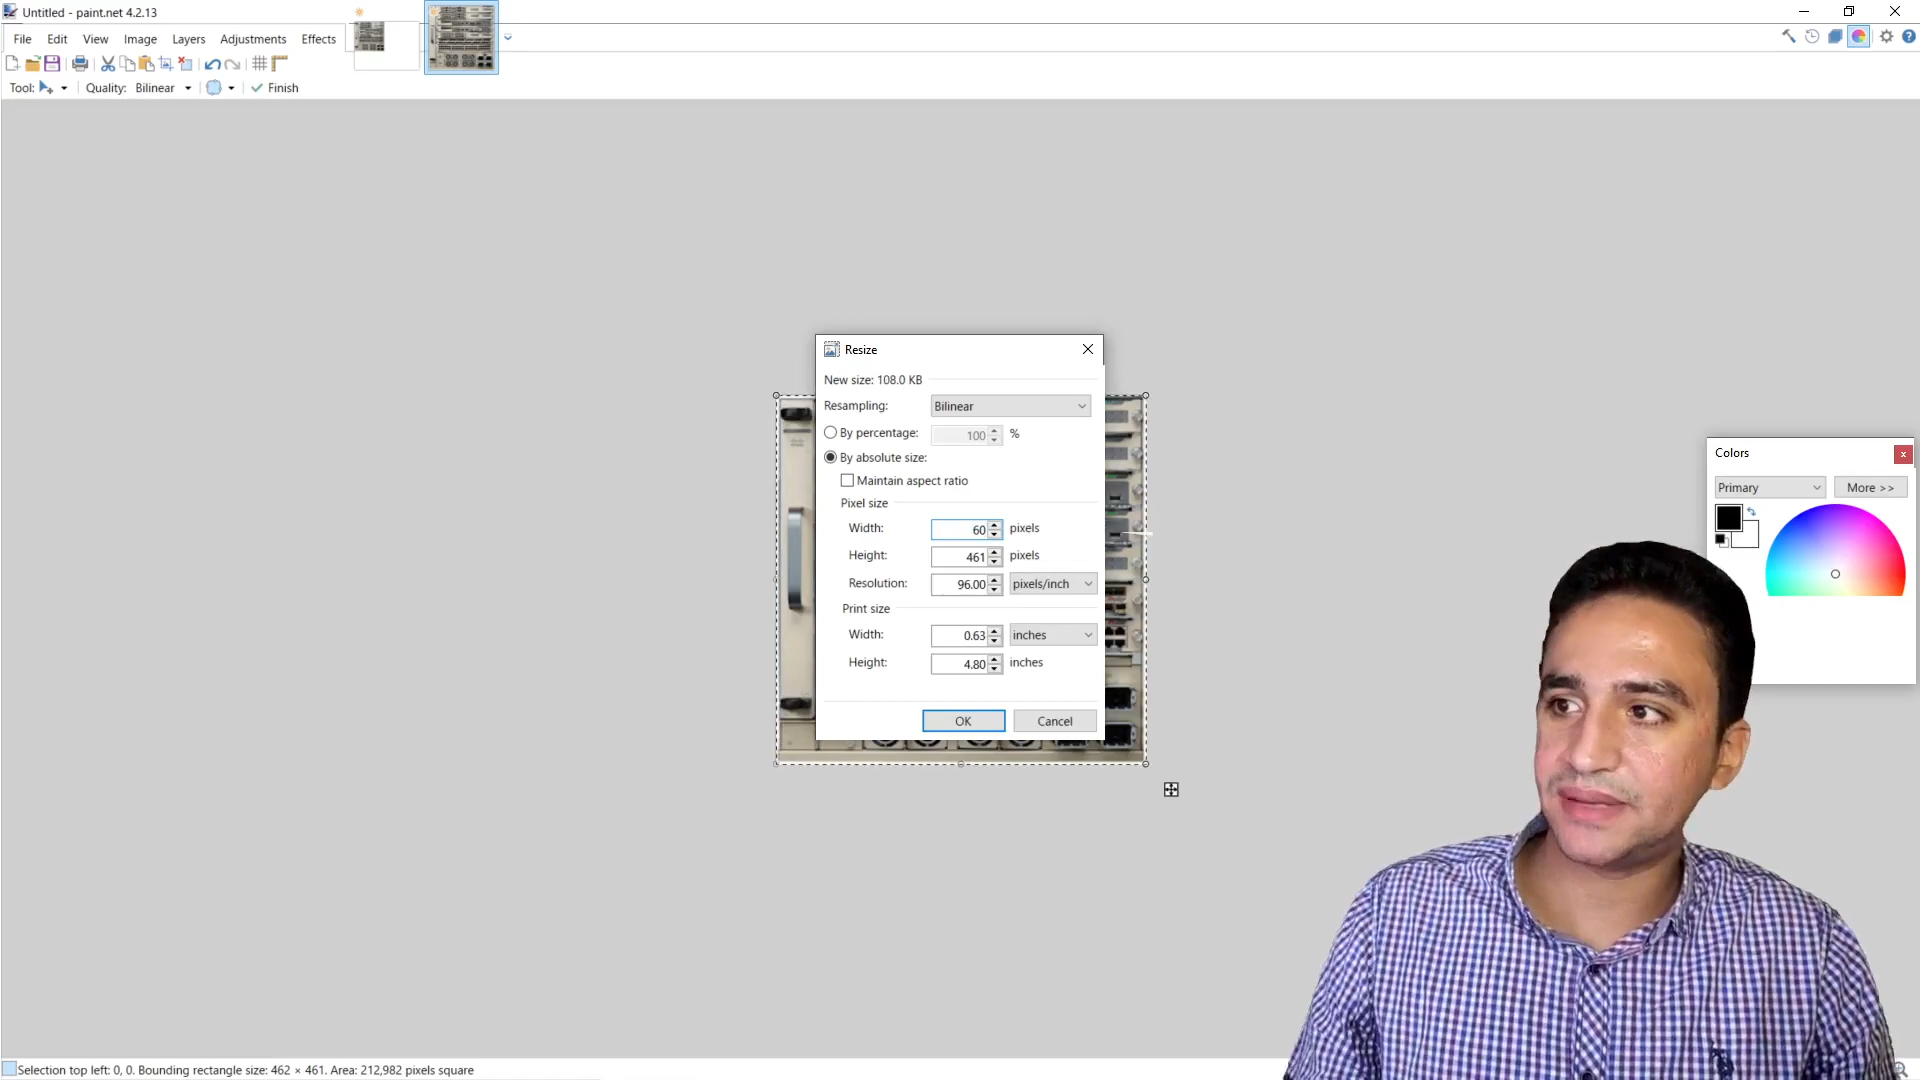 Untitled - paint.net 4.2.13
File Edit View Image Layers Adjustments Effects
Tool: Quality: Bilinear Finish
Resize
New size: 108.0 KB
Resampling: Bilinear
By percentage: 100 %
By absolute size:
Maintain aspect ratio
Pixel size
Width: 60 pixels
Height: 461 pixels
Resolution: 96.00 pixels/inch
Print size
Width: 0.63 inches
Height: 4.80 inches
OK Cancel
Colors
Primary More >>
Selection top left: 0, 0. Bounding rectangle size: 462 × 461. Area: 212,982 pixels square